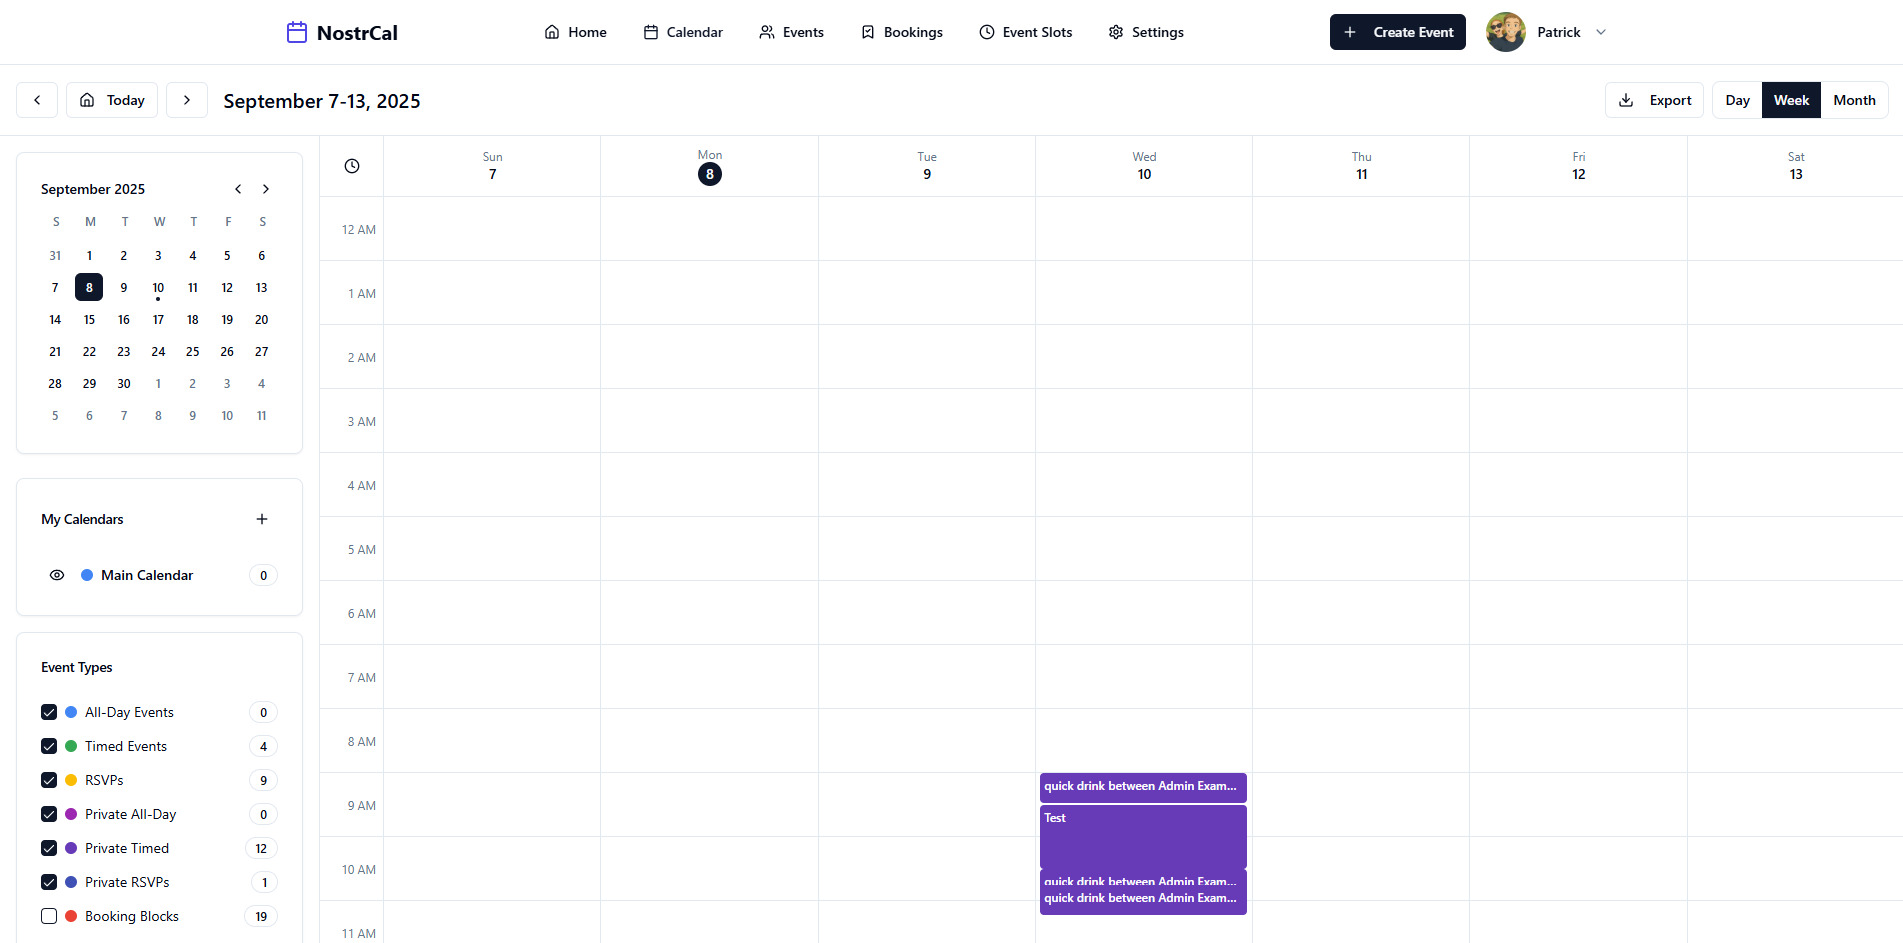 NostrCal
Home
Calendar
Events
Bookings
Event Slots
Settings
Create Event
Patrick
Today
September 7-13, 2025
Export
Day
Week
Month
September 2025
S M T W T F S
31 1 2 3 4 5 6
7 8 9 10 11 12 13
14 15 16 17 18 19 20
21 22 23 24 25 26 27
28 29 30 1 2 3 4
5 6 7 8 9 10 11
My Calendars
Main Calendar 0
Event Types
All-Day Events 0
Timed Events 4
RSVPs 9
Private All-Day 0
Private Timed 12
Private RSVPs 1
Booking Blocks 19
Sun Mon Tue Wed Thu Fri Sat
7 8 9 10 11 12 13
12 AM
1 AM
2 AM
3 AM
4 AM
5 AM
6 AM
7 AM
8 AM
9 AM
10 AM
11 AM
quick drink between Admin Exam...
Test
quick drink between Admin Exam...
quick drink between Admin Exam...